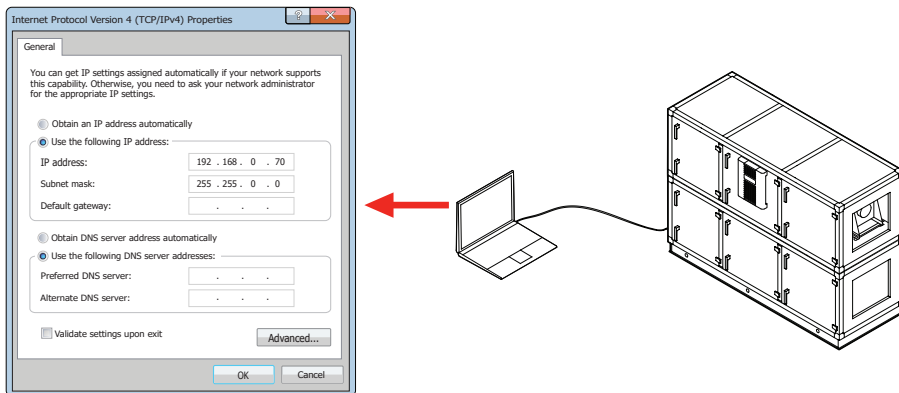 Internet Protocol Version 4 (TCP/IPv4) Properties
?
X
General
You can get IP settings assigned automatically if your network supports
this capability. Otherwise, you need to ask your network administrator
for the appropriate IP settings.
Obtain an IP address automatically
Use the following IP address:
IP address: 192 . 168 . 0 . 70
Subnet mask: 255 . 255 . 0 . 0
Default gateway: . . .
Obtain DNS server address automatically
Use the following DNS server addresses:
Preferred DNS server: . . .
Alternate DNS server: . . .
Validate settings upon exit
Advanced...
OK Cancel